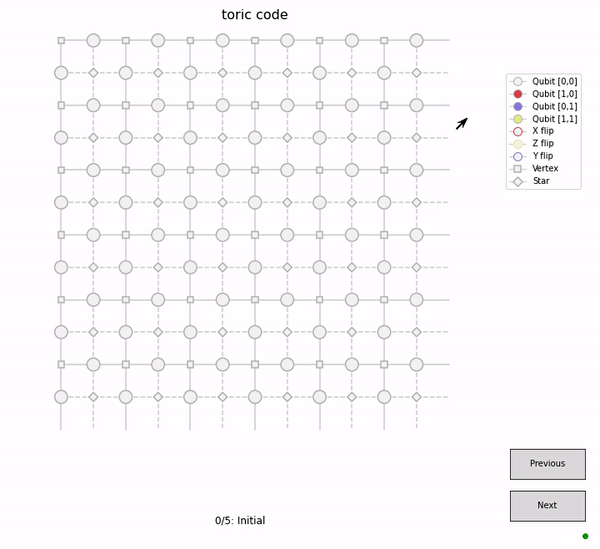 toric code
Qubit [0,0]
Qubit [1,0]
Qubit [0,1]
Qubit [1,1]
X flip
Z flip
Y flip
Vertex
Star
Previous
Next
0/5: Initial